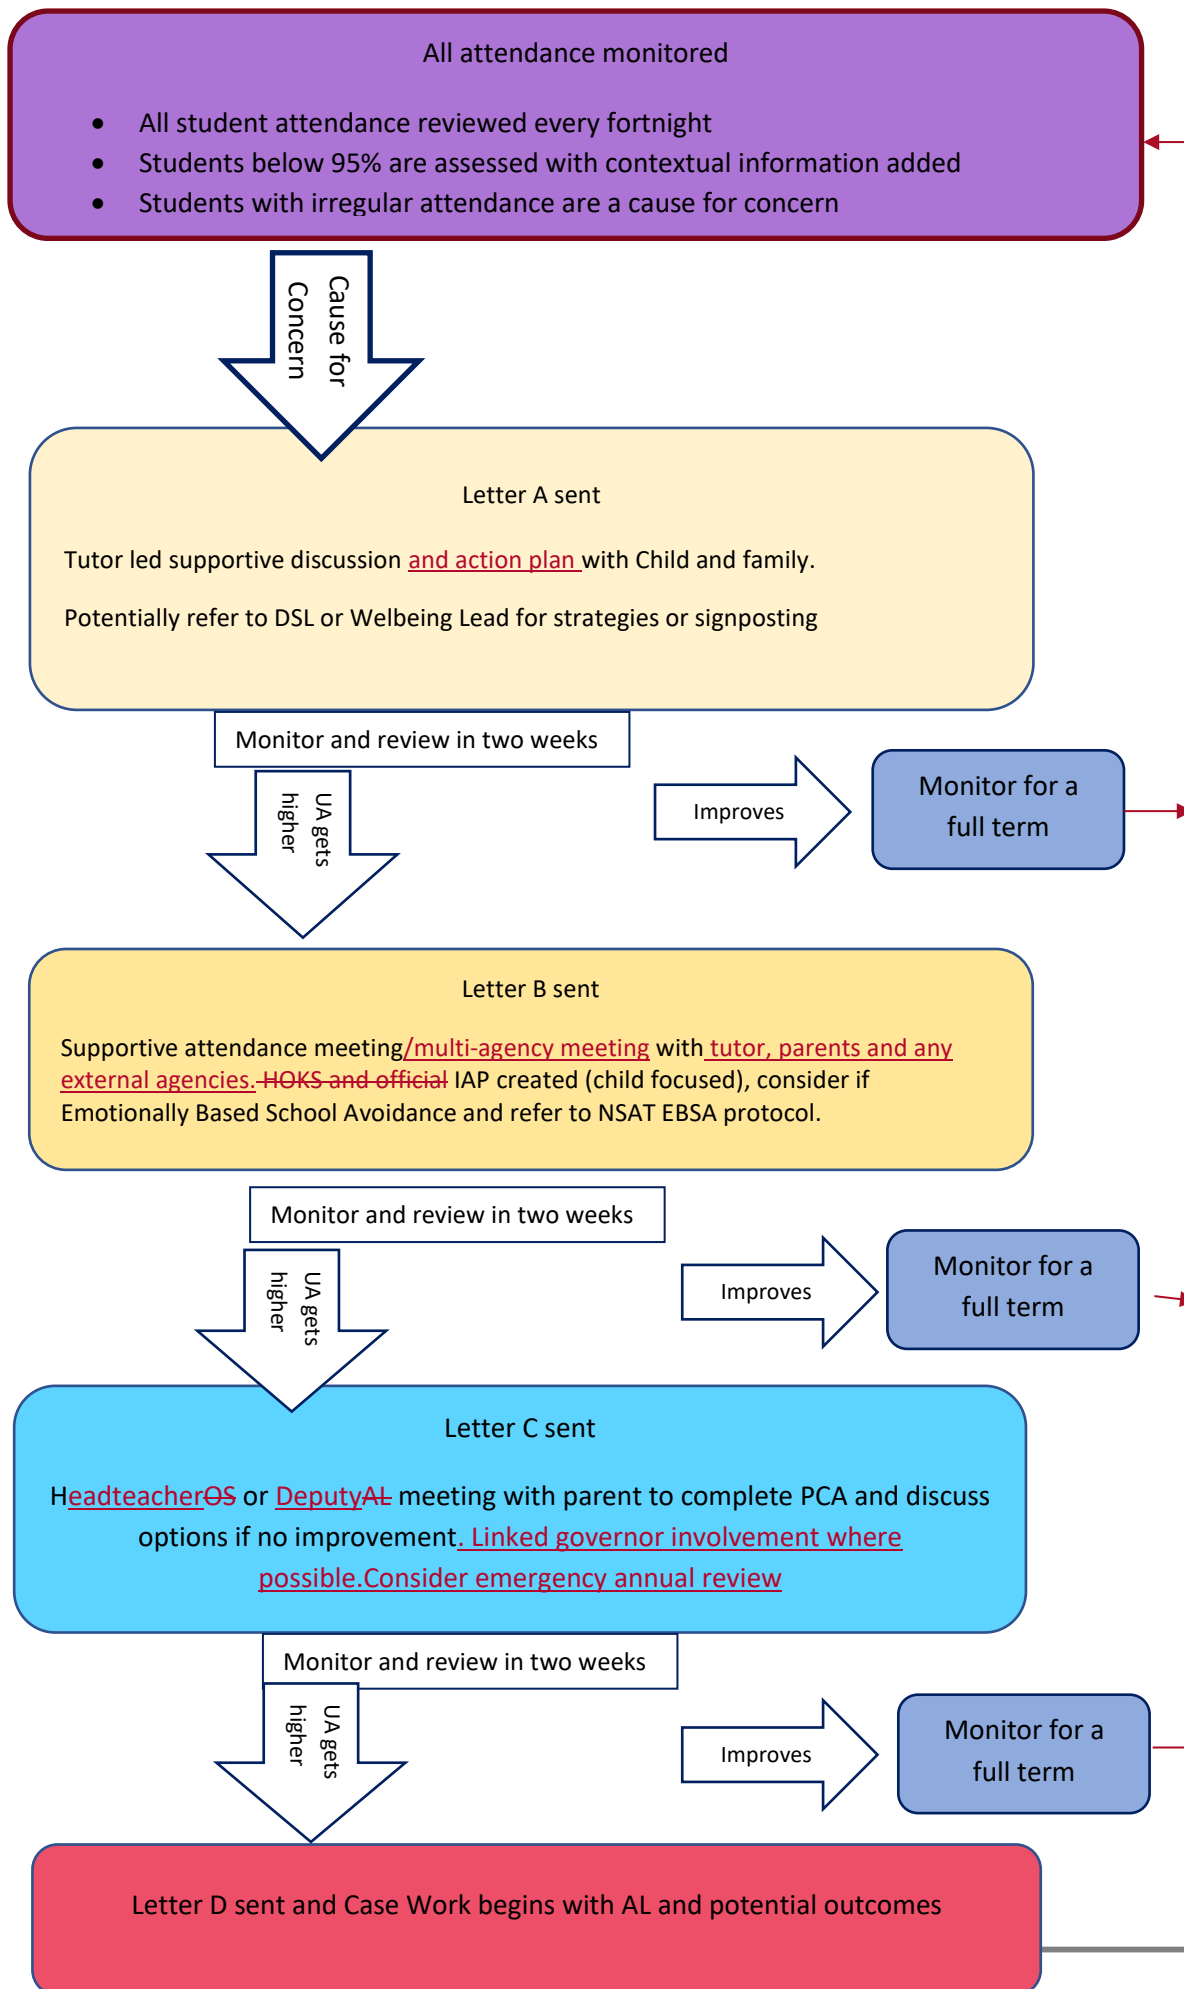 All attendance monitored
• All student attendance reviewed every fortnight
• Students below 95% are assessed with contextual information added
• Students with irregular attendance are a cause for concern
Cause for
Concern
Letter A sent
Tutor led supportive discussion and action plan with Child and family.
Potentially refer to DSL or Welbeing Lead for strategies or signposting
Monitor and review in two weeks
UA gets
higher
Improves
Monitor for a
full term
Letter B sent
Supportive attendance meeting/multi-agency meeting with tutor, parents and any
external agencies. HOKS and official IAP created (child focused), consider if
Emotionally Based School Avoidance and refer to NSAT EBSA protocol.
Monitor and review in two weeks
UA gets
higher
Improves
Monitor for a
full term
Letter C sent
HeadteacherOS or DeputyAL meeting with parent to complete PCA and discuss
options if no improvement. Linked governor involvement where
possible.Consider emergency annual review
Monitor and review in two weeks
UA gets
higher
Improves
Monitor for a
full term
Letter D sent and Case Work begins with AL and potential outcomes